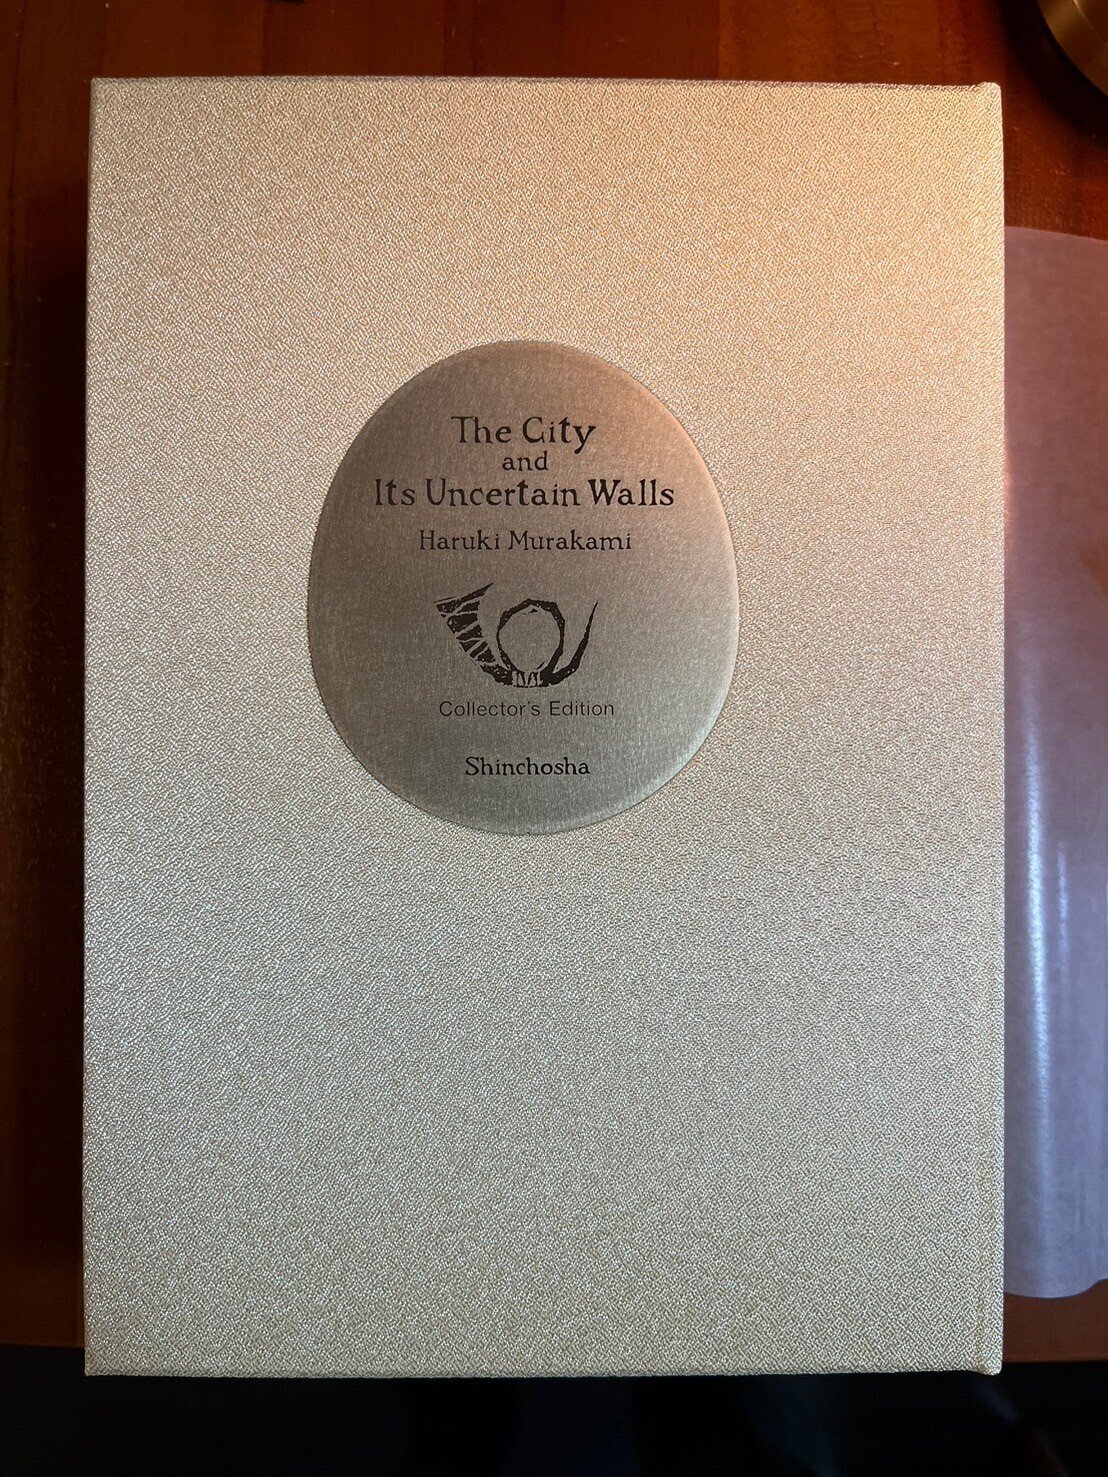 The City
and
Its Uncertain Walls
Haruki Murakami
Collector's Edition
Shinchosha